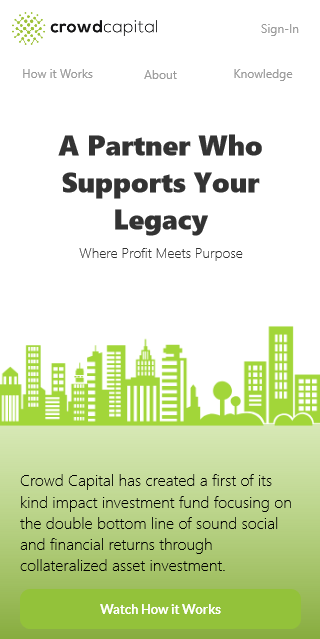 crowdcapital
Sign-In
How it Works
About
Knowledge
A Partner Who
Supports Your
Legacy
Where Profit Meets Purpose
Crowd Capital has created a first of its
kind impact investment fund focusing on
the double bottom line of sound social
and financial returns through
collateralized asset investment.
Watch How it Works